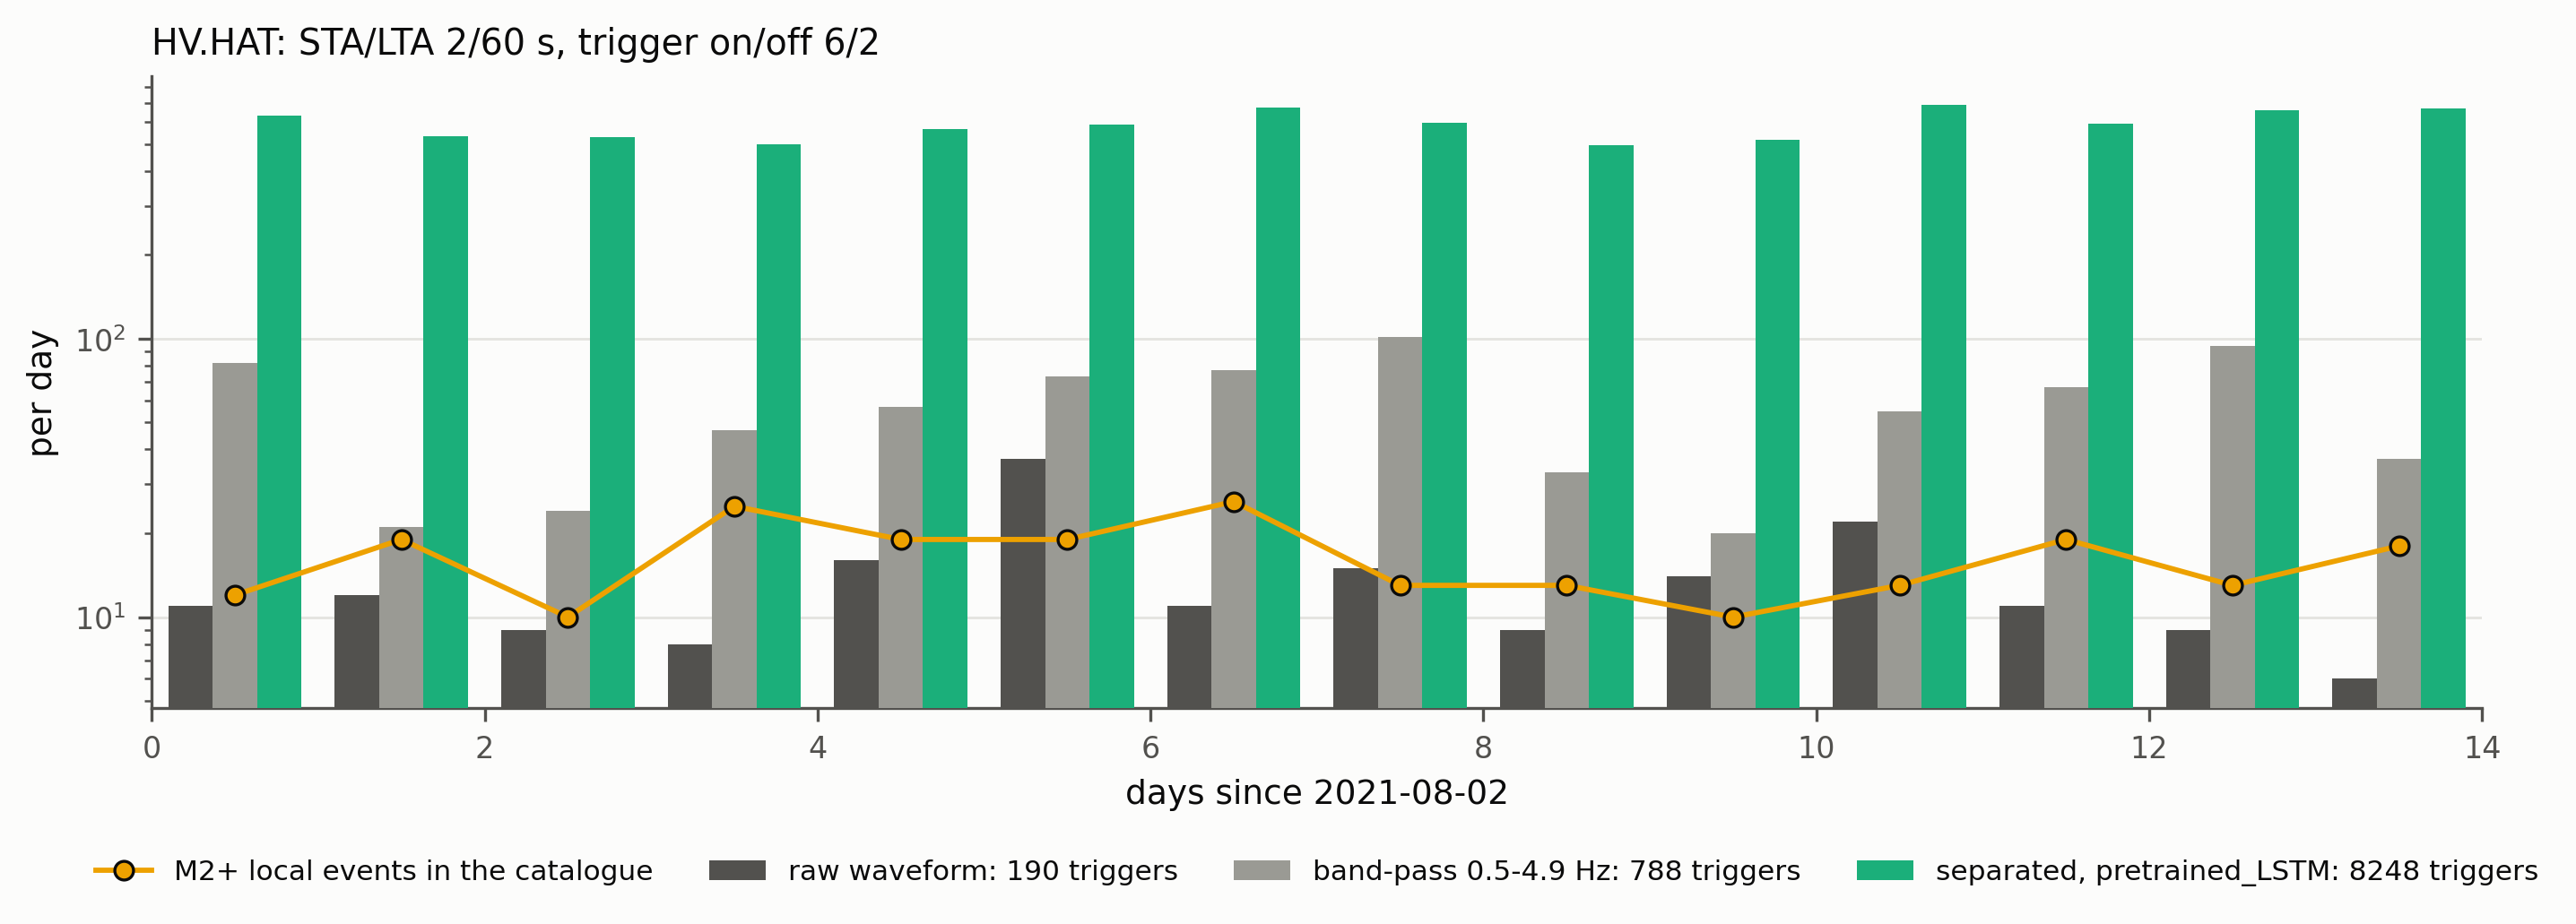 HV.HAT: STA/LTA 2/60 s, trigger on/off 6/2
per day
10²
10¹
0 2 4 6 8 10 12 14
days since 2021-08-02
M2+ local events in the catalogue raw waveform: 190 triggers band-pass 0.5-4.9 Hz: 788 triggers separated, pretrained_LSTM: 8248 triggers